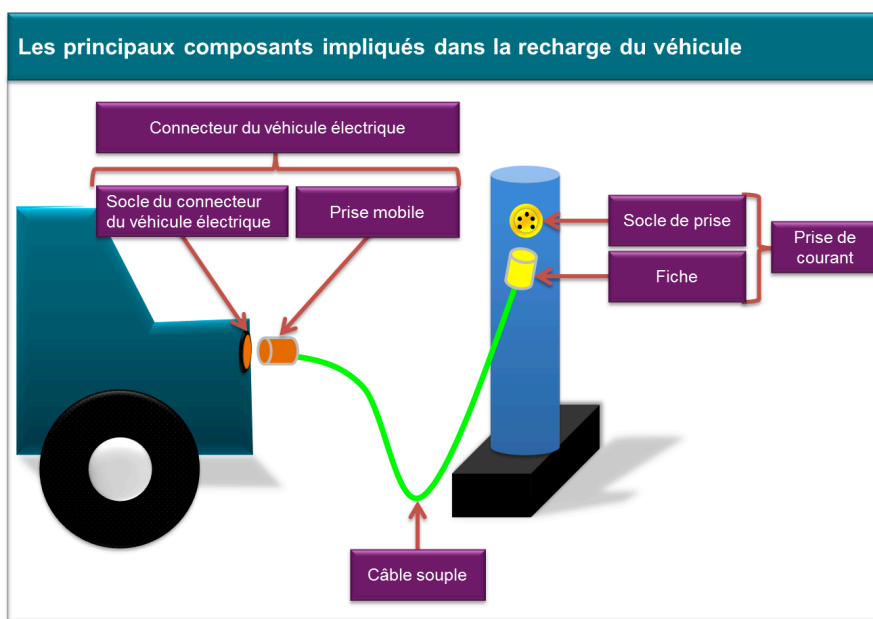 Les principaux composants impliqués dans la recharge du véhicule
Connecteur du véhicule électrique
Socle du connecteur
du véhicule électrique
Prise mobile
Socle de prise
Fiche
Prise de
courant
Câble souple